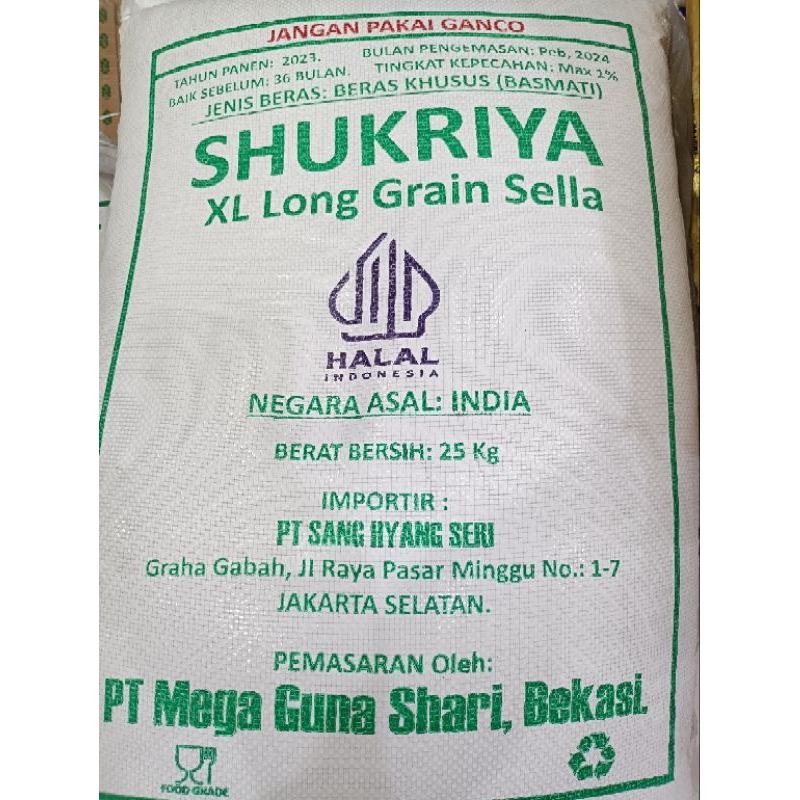 JANGAN PAKAI GANCO
TAHUN PANEN: 2023. BULAN PENGEMASAN: Peb, 2024
BAIK SEBELUM: 36 BULAN. TINGKAT KEPECAHAN: Max 1%
JENIS BERAS: BERAS KHUSUS (BASMATI)
SHUKRIYA
XL Long Grain Sella
HALAL
INDONESIA
NEGARA ASAL: INDIA
BERAT BERSIH: 25 Kg
IMPORTIR :
PT SANG HYANG SERI
Graha Gabah, Jl Raya Pasar Minggu No.: 1-7
JAKARTA SELATAN.
PEMASARAN Oleh:
PT Mega Guna Shari, Bekasi.
FOOD GRADE